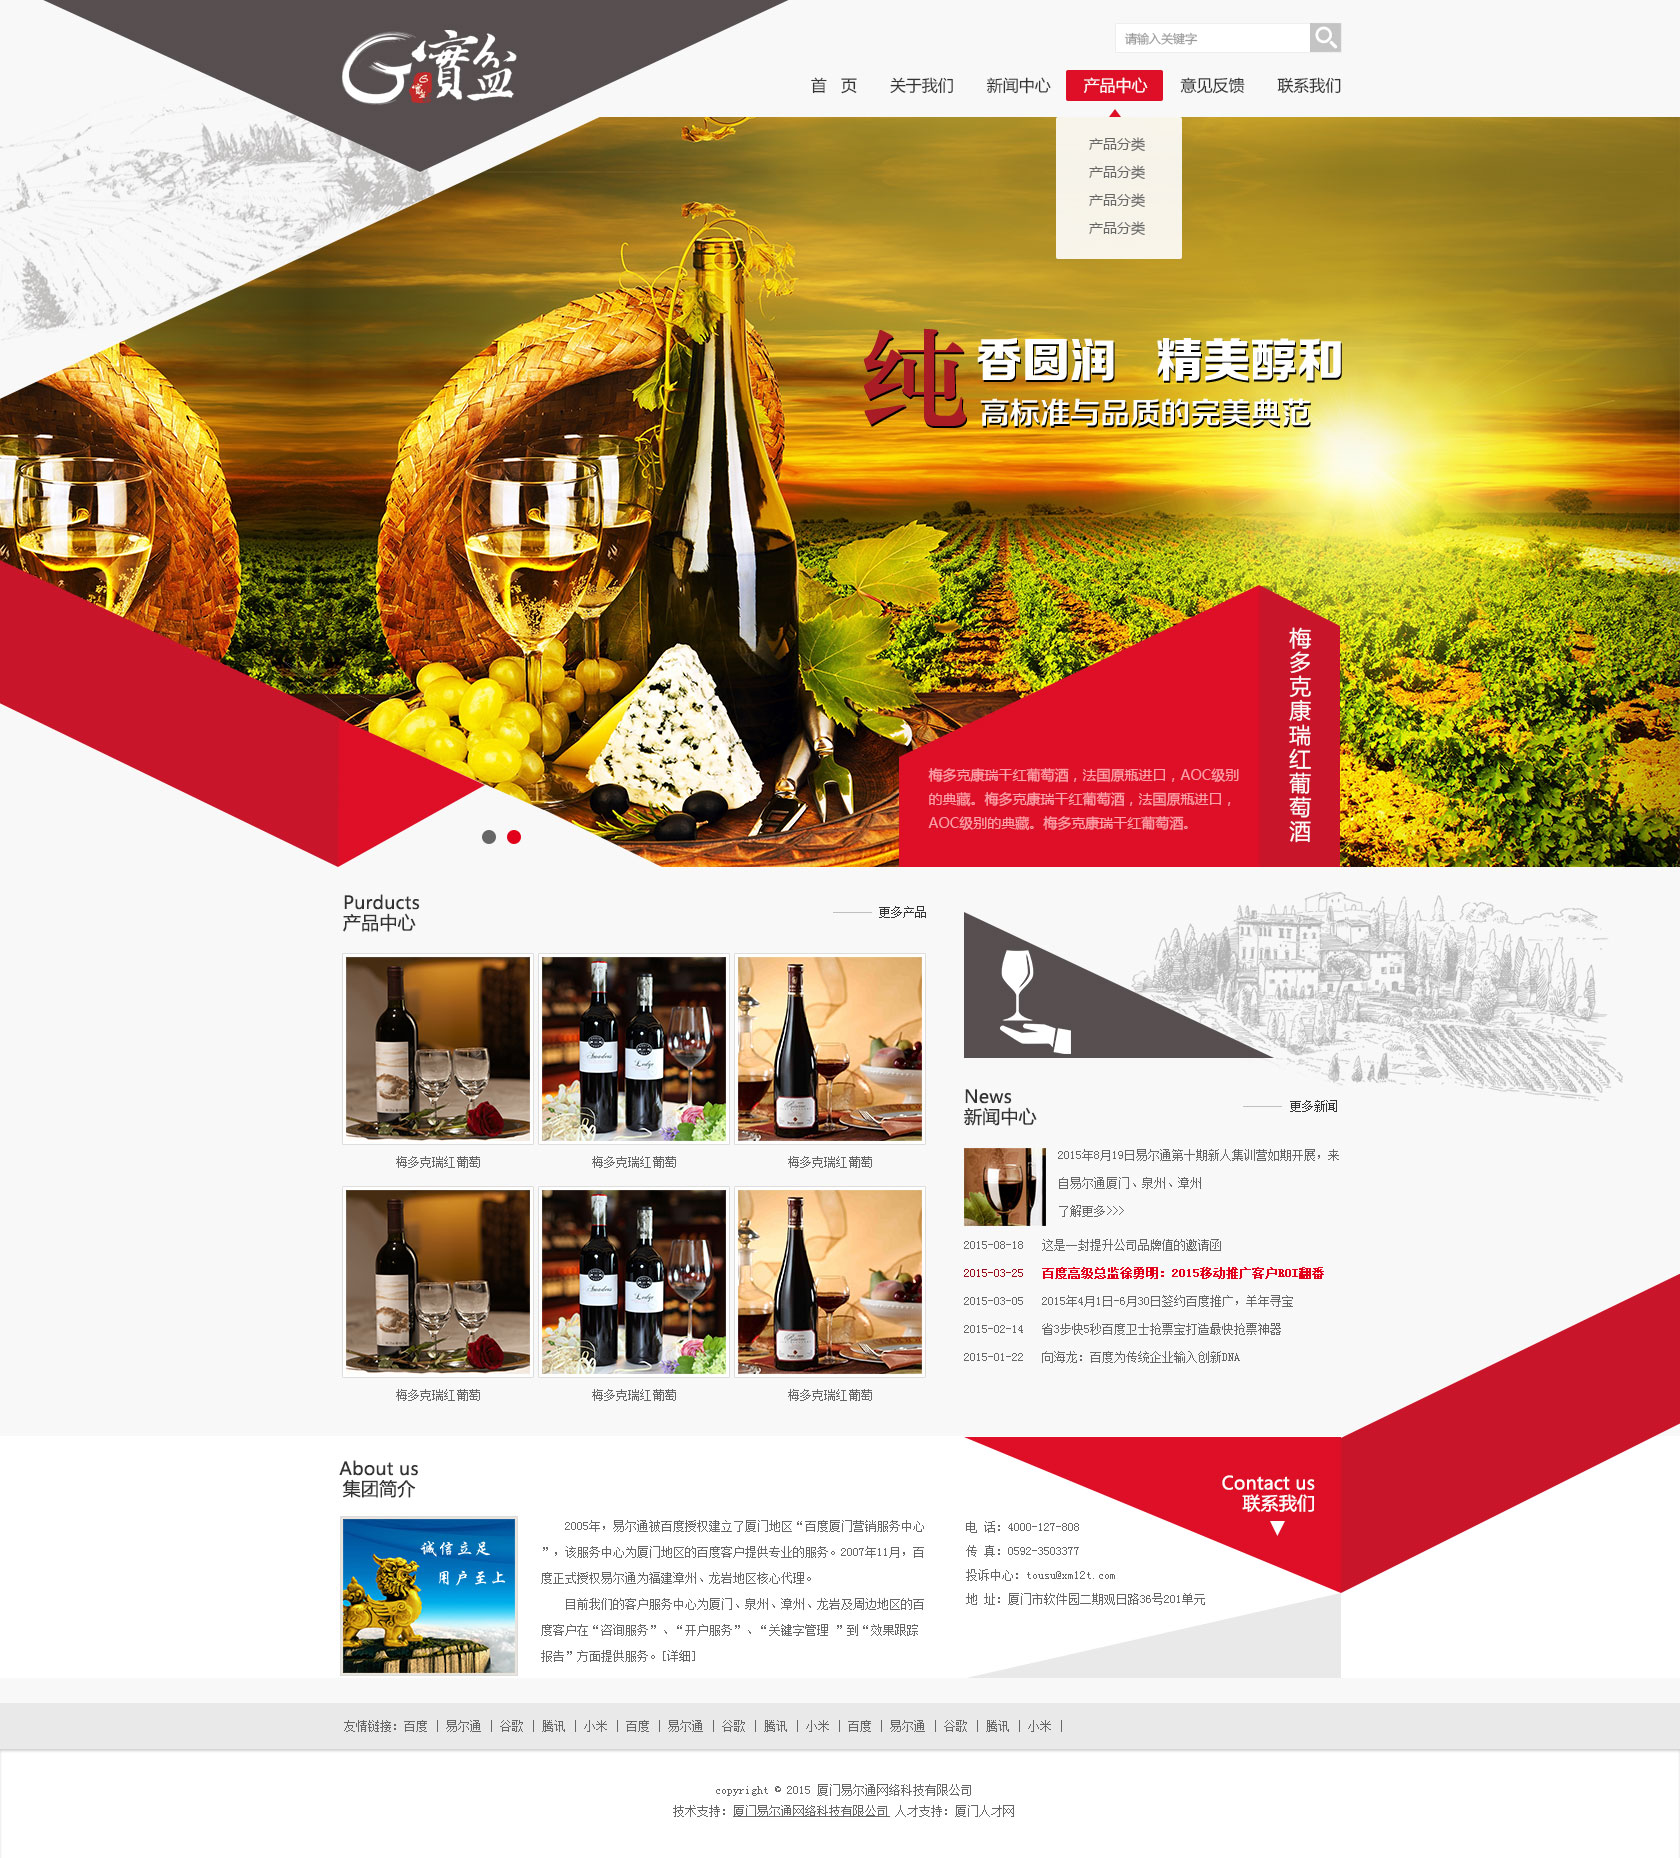 G實盆
请输入关键字
首 页 关于我们 新闻中心 产品中心 意见反馈 联系我们
产品分类
产品分类
产品分类
产品分类
纯香圆润 精美醇和
高标准与品质的完美典范
梅多克康瑞红葡萄酒
梅多克康瑞干红葡萄酒，法国原瓶进口，AOC级别
的典藏。梅多克康瑞干红葡萄酒，法国原瓶进口，
AOC级别的典藏。梅多克康瑞干红葡萄酒。
Purducts
产品中心
更多产品
梅多克瑞红葡萄 梅多克瑞红葡萄 梅多克瑞红葡萄
梅多克瑞红葡萄 梅多克瑞红葡萄 梅多克瑞红葡萄
News
新闻中心
更多新闻
2015年8月19日易尔通第十期新人集训营如期开展，来
自易尔通厦门、泉州、漳州
了解更多>>>
2015-08-18 这是一封提升公司品牌值的邀请函
2015-03-25 百度高级总监徐勇明：2015移动推广客户ROI翻番
2015-03-05 2015年4月1日-6月30日签约百度推广，羊年寻宝
2015-02-14 省3步快5秒百度卫士抢票宝打造最快抢票神器
2015-01-22 向海龙：百度为传统企业输入创新DNA
About us
集团简介
诚信立足
用户至上
2005年，易尔通被百度授权建立了厦门地区“百度厦门营销服务中心
”，该服务中心为厦门地区的百度客户提供专业的服务。2007年11月，百
度正式授权易尔通为福建漳州、龙岩地区核心代理。
目前我们的客户服务中心为厦门、泉州、漳州、龙岩及周边地区的百
度客户在“咨询服务”、“开户服务”、“关键字管理 ”到“效果跟踪
报告”方面提供服务。[详细]
Contact us
联系我们
电 话：4000-127-808
传 真：0592-3503377
投诉中心：tousu@xm12t.com
地 址：厦门市软件园二期观日路36号201单元
友情链接：百度 | 易尔通 | 谷歌 | 腾讯 | 小米 | 百度 | 易尔通 | 谷歌 | 腾讯 | 小米 | 百度 | 易尔通 | 谷歌 | 腾讯 | 小米 |
copyright © 2015 厦门易尔通网络科技有限公司
技术支持：厦门易尔通网络科技有限公司 人才支持：厦门人才网